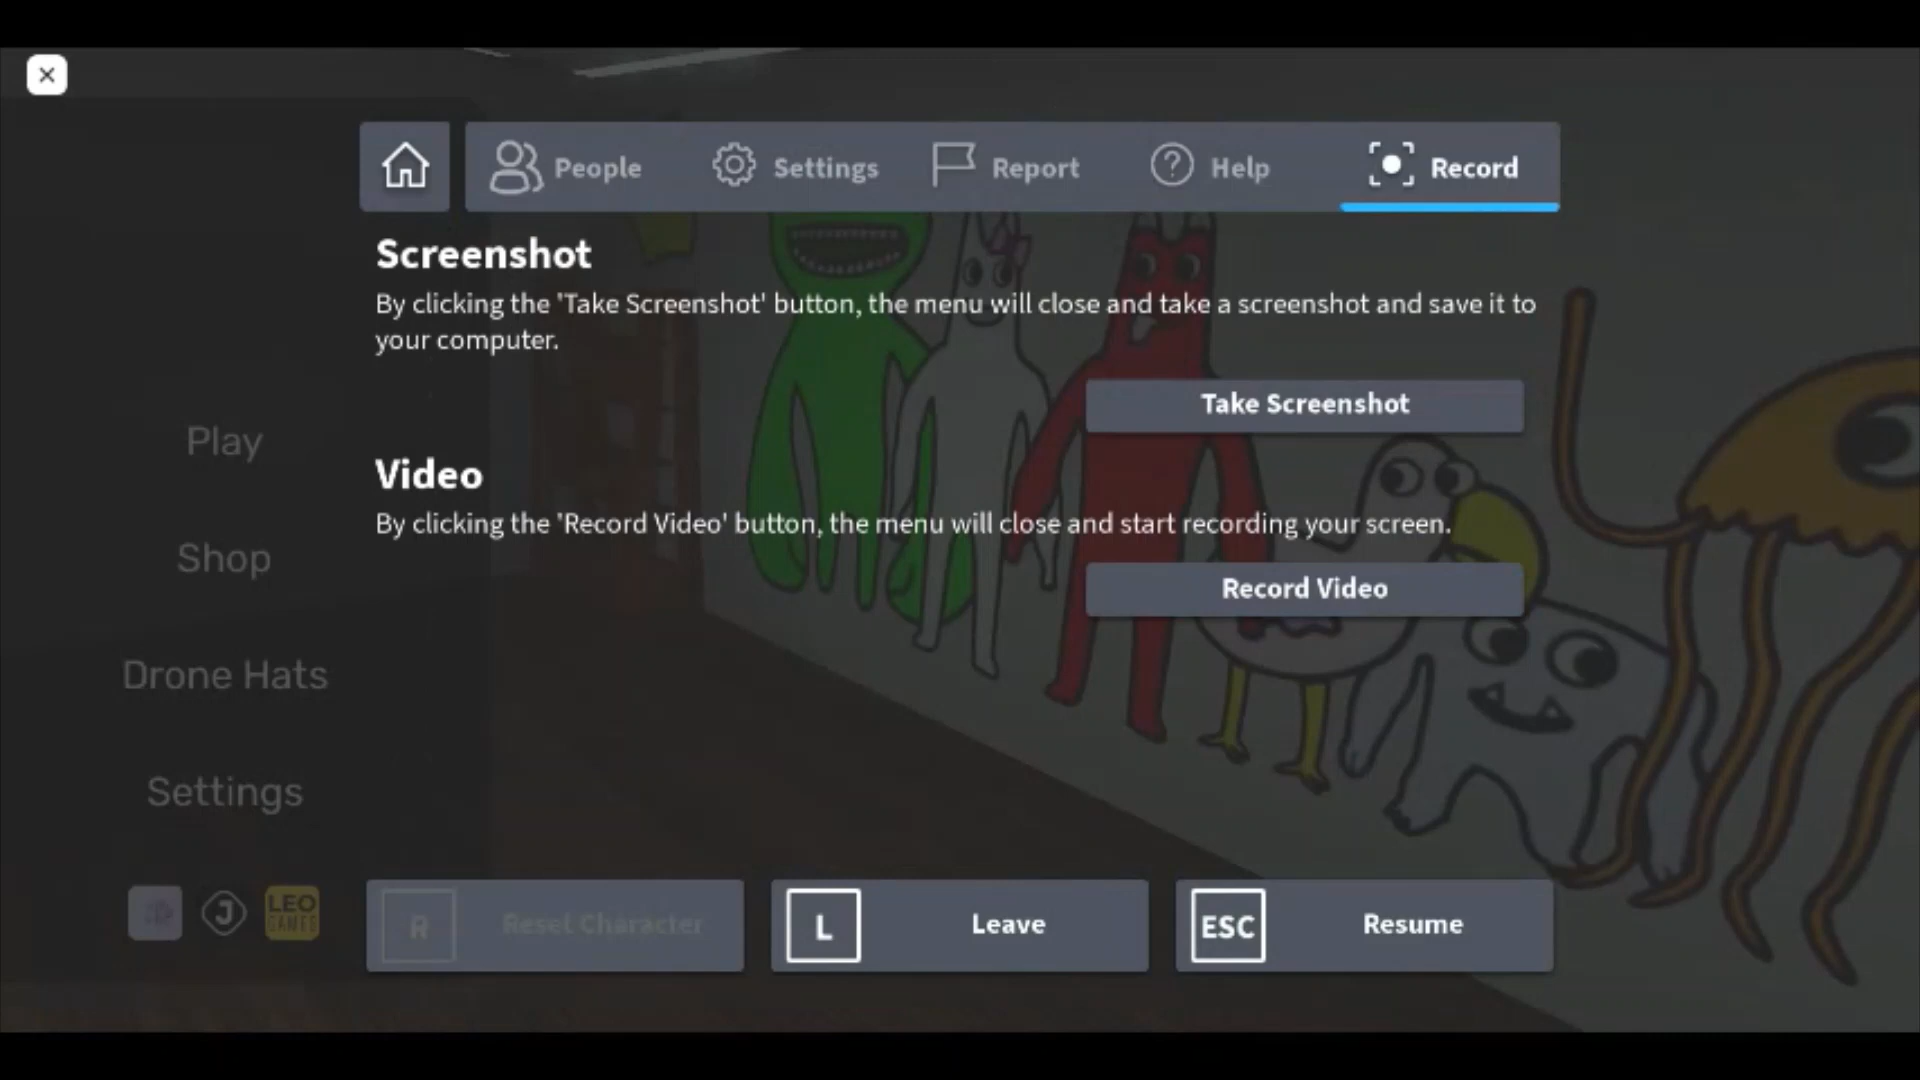 People
Settings
Report
Help
Record
Screenshot
By clicking the 'Take Screenshot' button, the menu will close and take a screenshot and save it to
your computer.
Take Screenshot
Video
By clicking the 'Record Video' button, the menu will close and start recording your screen.
Record Video
Play
Shop
Drone Hats
Settings
J
LEO
GAMES
R
Reset Character
L
Leave
ESC
Resume